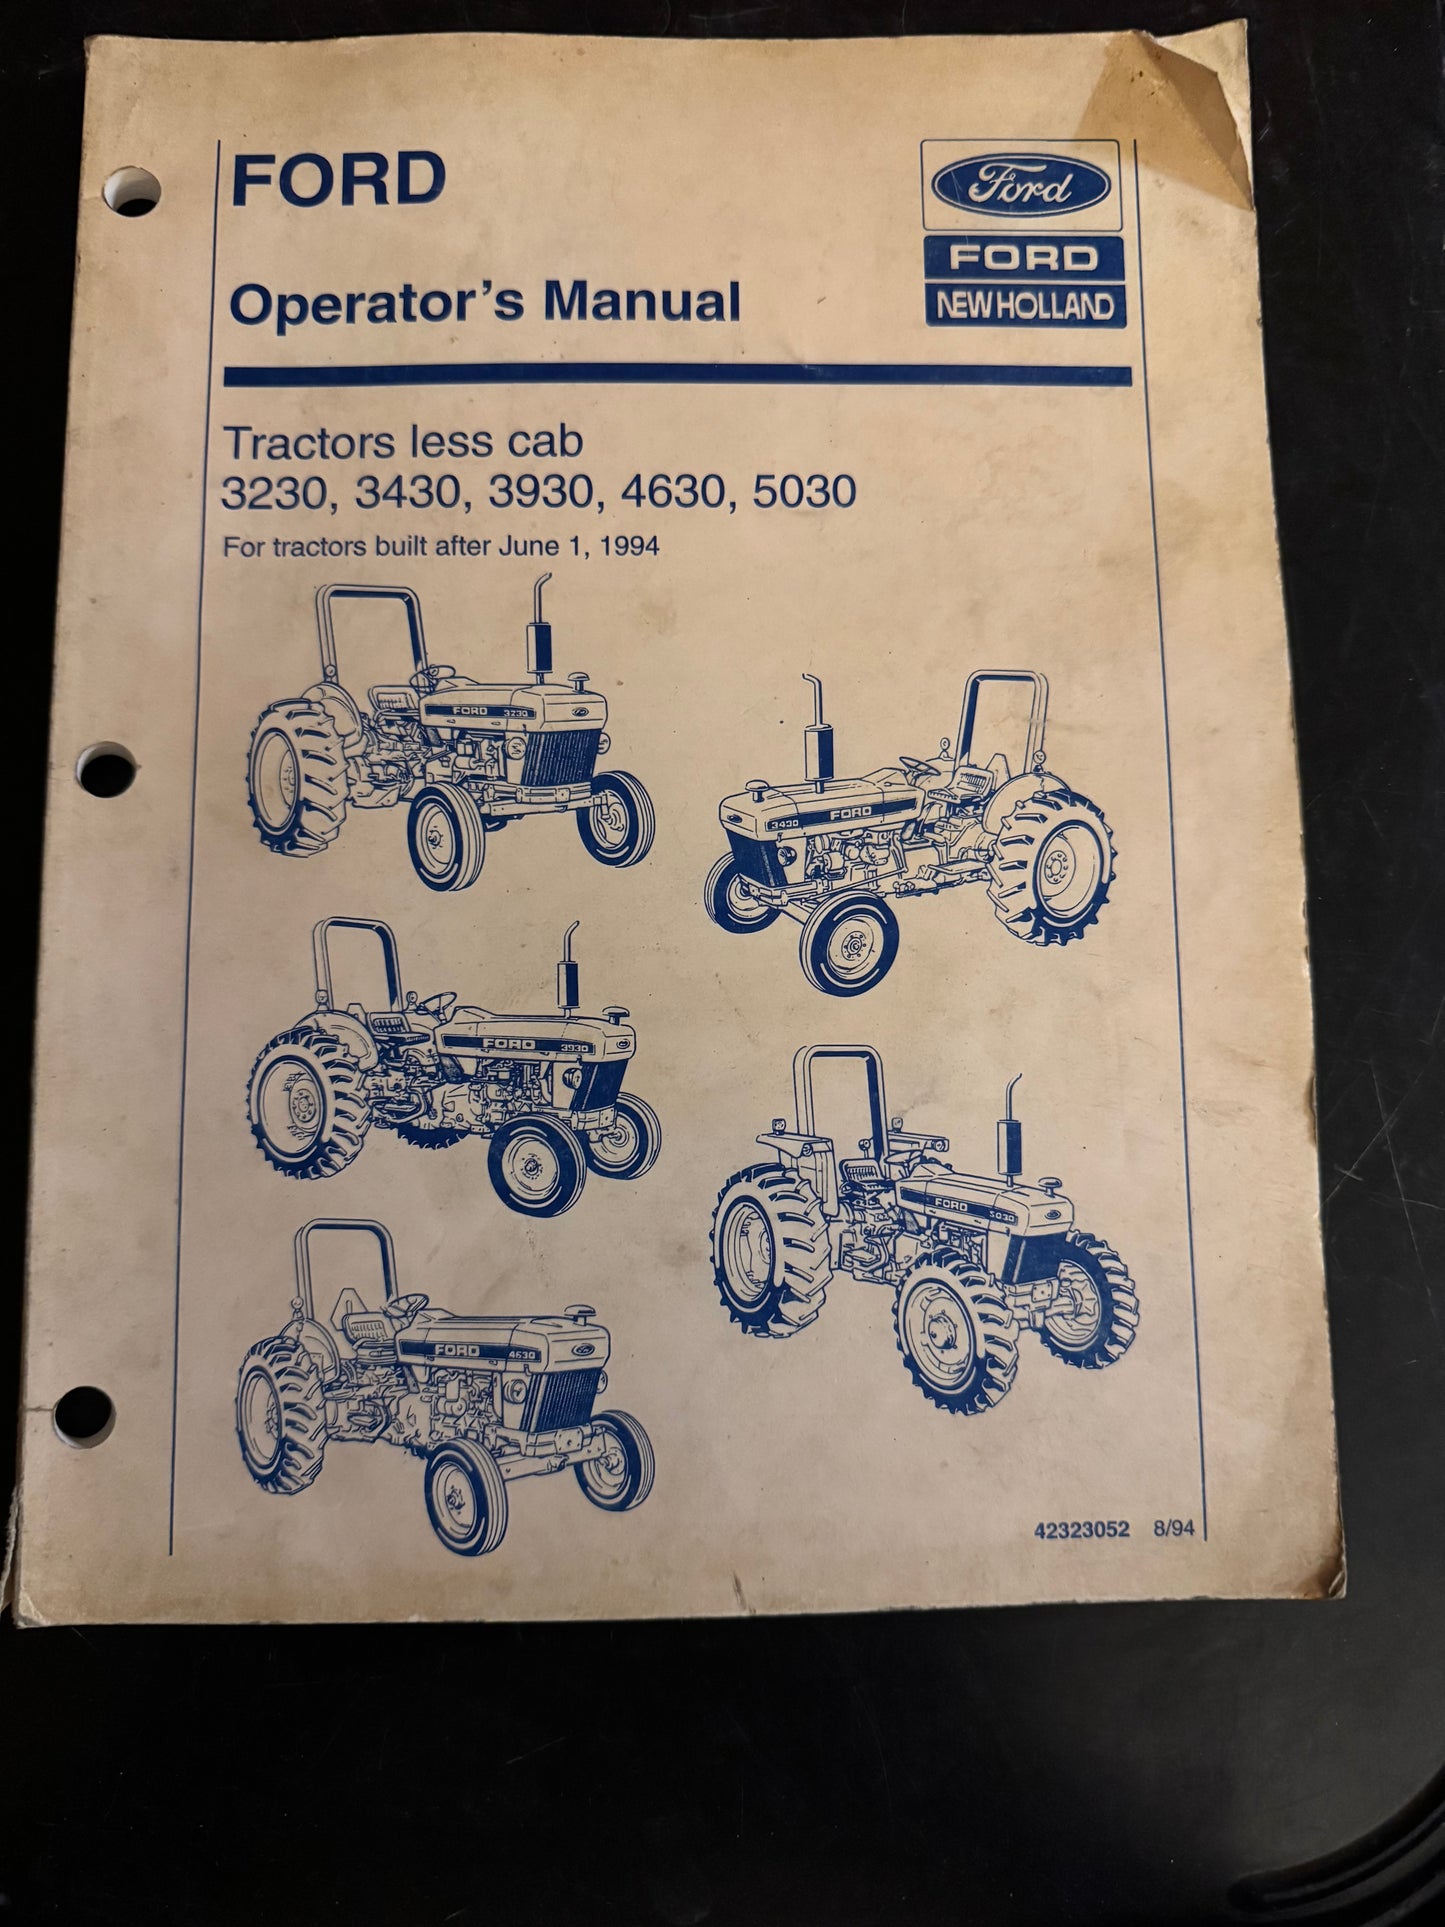 FORD
Ford
FORD
NEW HOLLAND
Operator's Manual
Tractors less cab
3230, 3430, 3930, 4630, 5030
For tractors built after June 1, 1994
FORD 3230
3430 FORD
FORD 3930
FORD 5030
FORD 4630
42323052 8/94